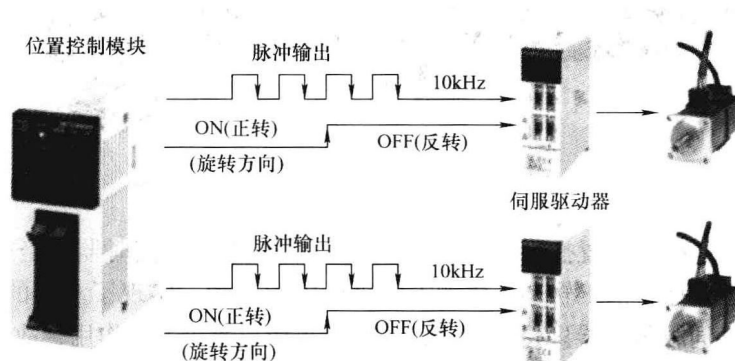 位置控制模块
脉冲输出
10kHz
ON(正转)
OFF(反转)
(旋转方向)
伺服驱动器
脉冲输出
10kHz
ON(正转)
OFF(反转)
(旋转方向)